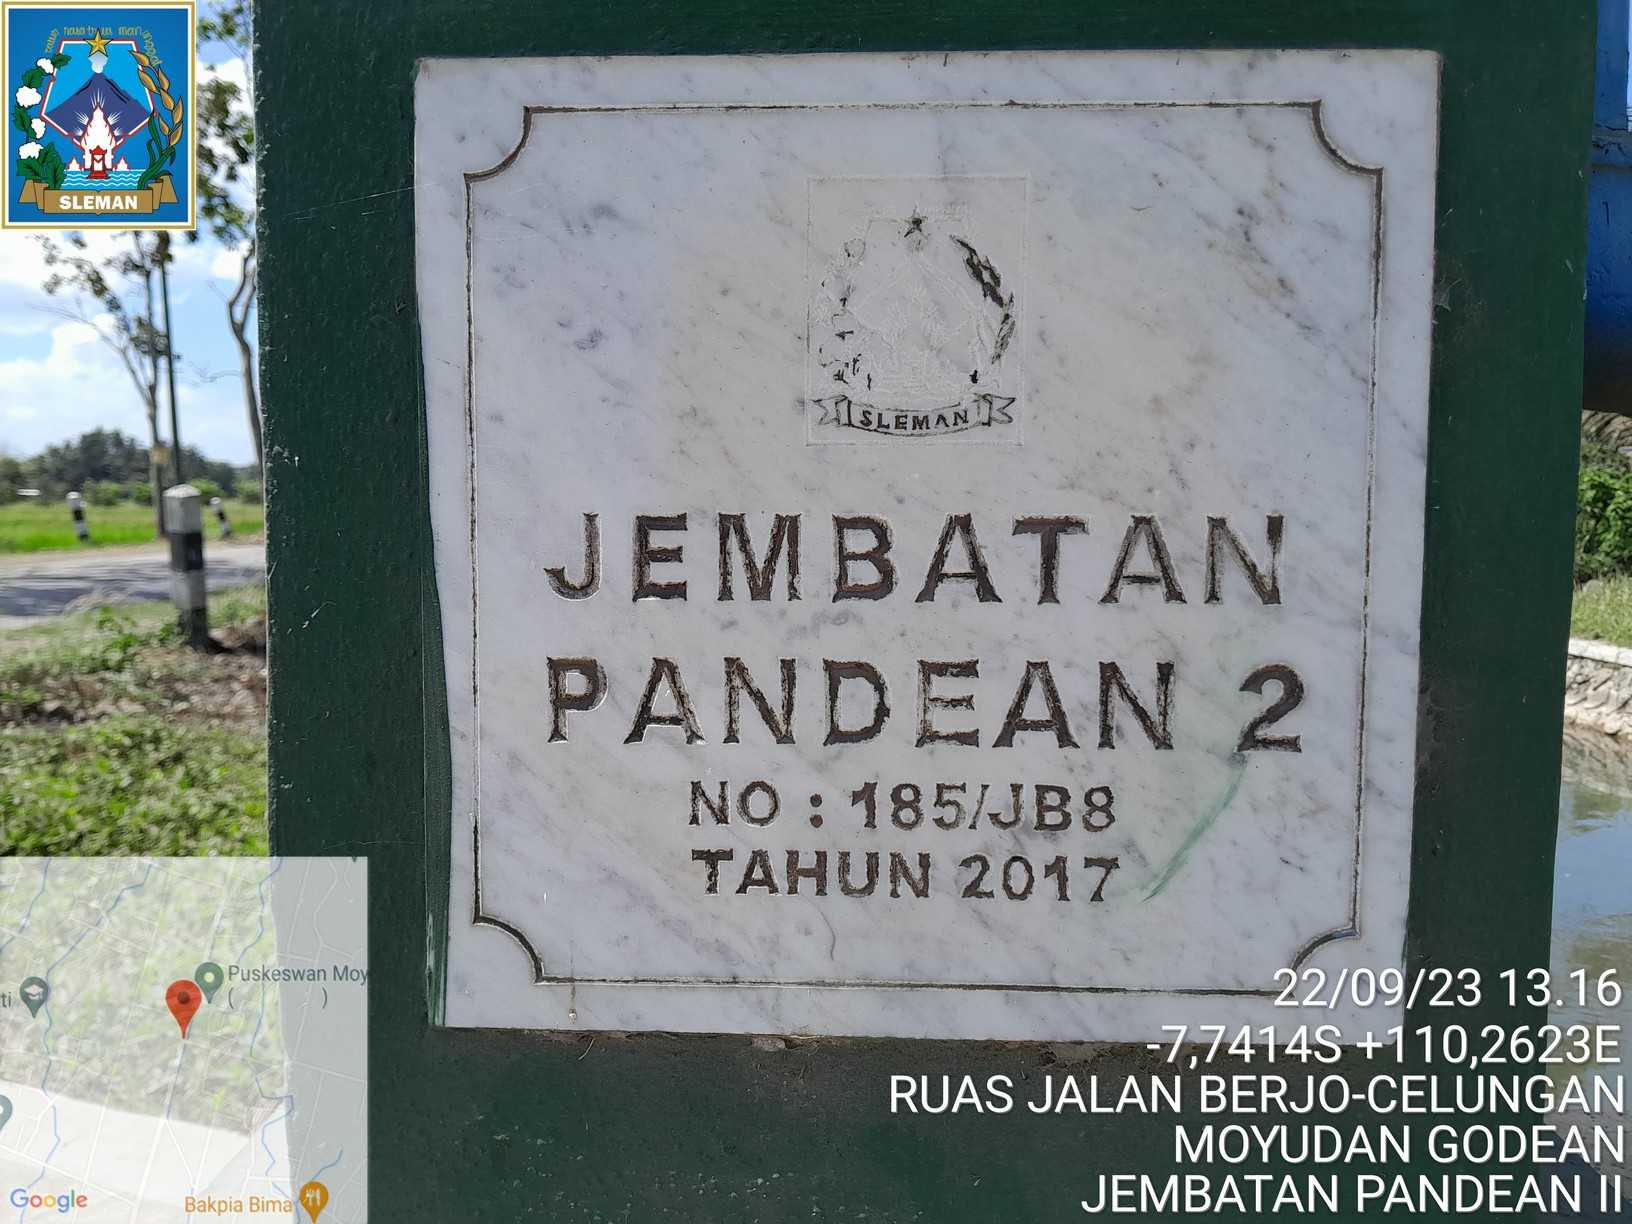 SLEMAN
SLEMAN
JEMBATAN
PANDEAN 2
NO : 185/JB8
TAHUN 2017
Puskeswan Moy
ti
Bakpia Bima
Google
22/09/23 13.16
-7,7414S +110,2623E
RUAS JALAN BERJO-CELUNGAN
MOYUDAN GODEAN
JEMBATAN PANDEAN II